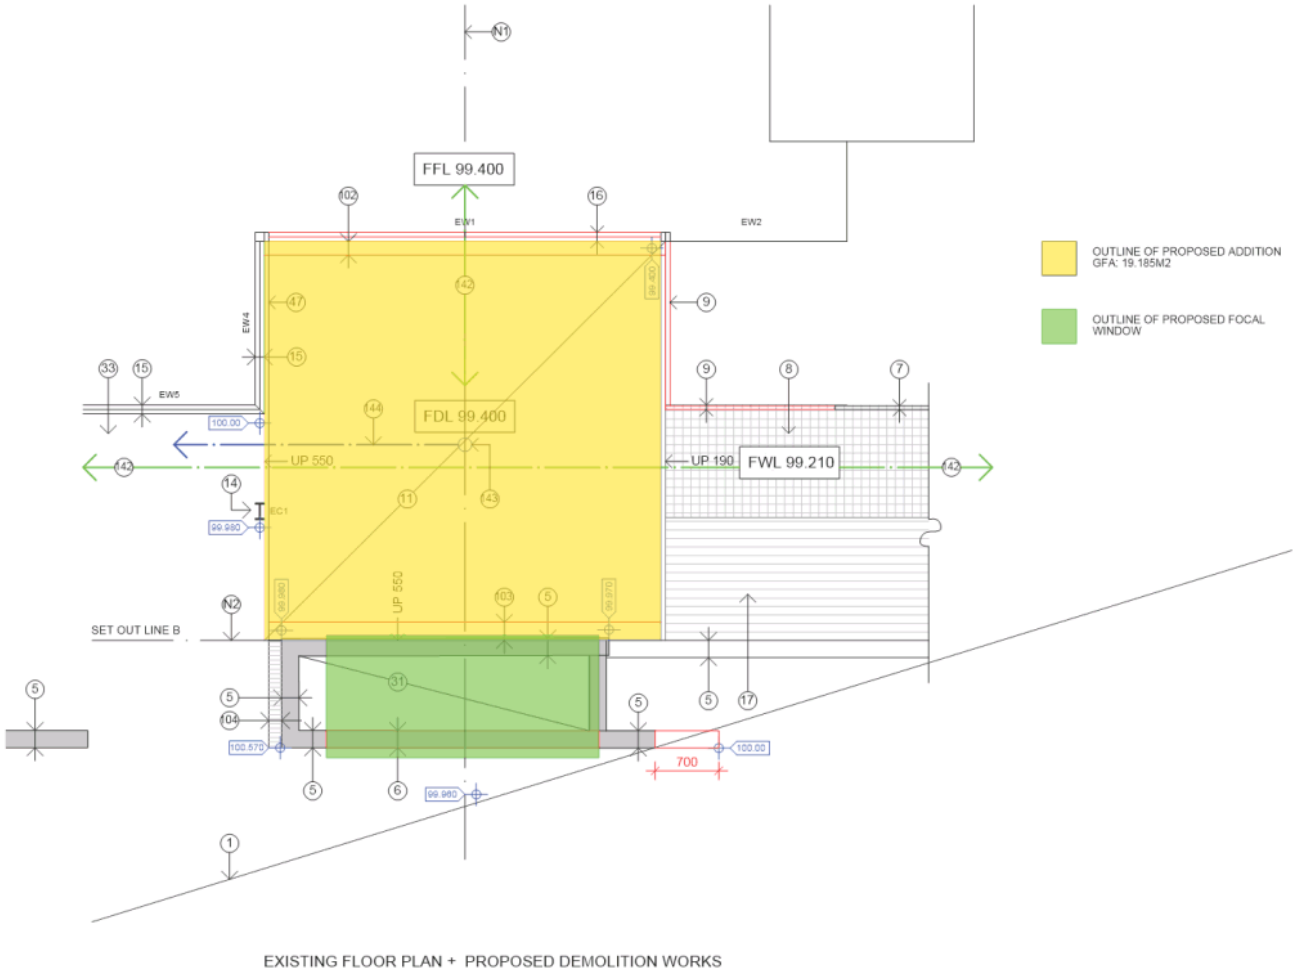 N1
FFL 99.400
102
16
EW1
EW2
OUTLINE OF PROPOSED ADDITION
GFA: 19.185M2
99.400
142
47
9
OUTLINE OF PROPOSED FOCAL
WINDOW
EW4
15
33
15
9
8
7
EW5
144
FDL 99.400
100.00
UP 550
UP 190
FWL 99.210
142
142
14
11
143
EC1
99.980
99.980
UP 550
103
5
99.970
N2
SET OUT LINE B
31
5
5
5
17
104
5
100.570
100.00
700
5
6
99.960
1
EXISTING FLOOR PLAN + PROPOSED DEMOLITION WORKS